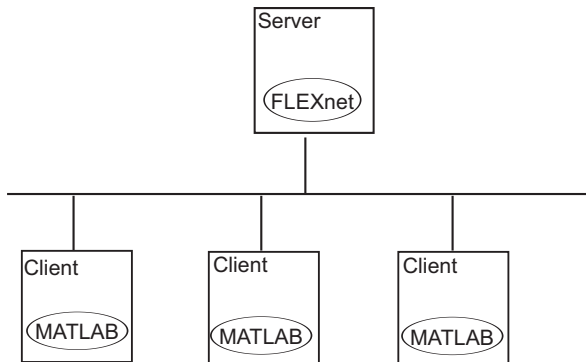 Server
FLEXnet
Client
Client
Client
MATLAB
MATLAB
MATLAB